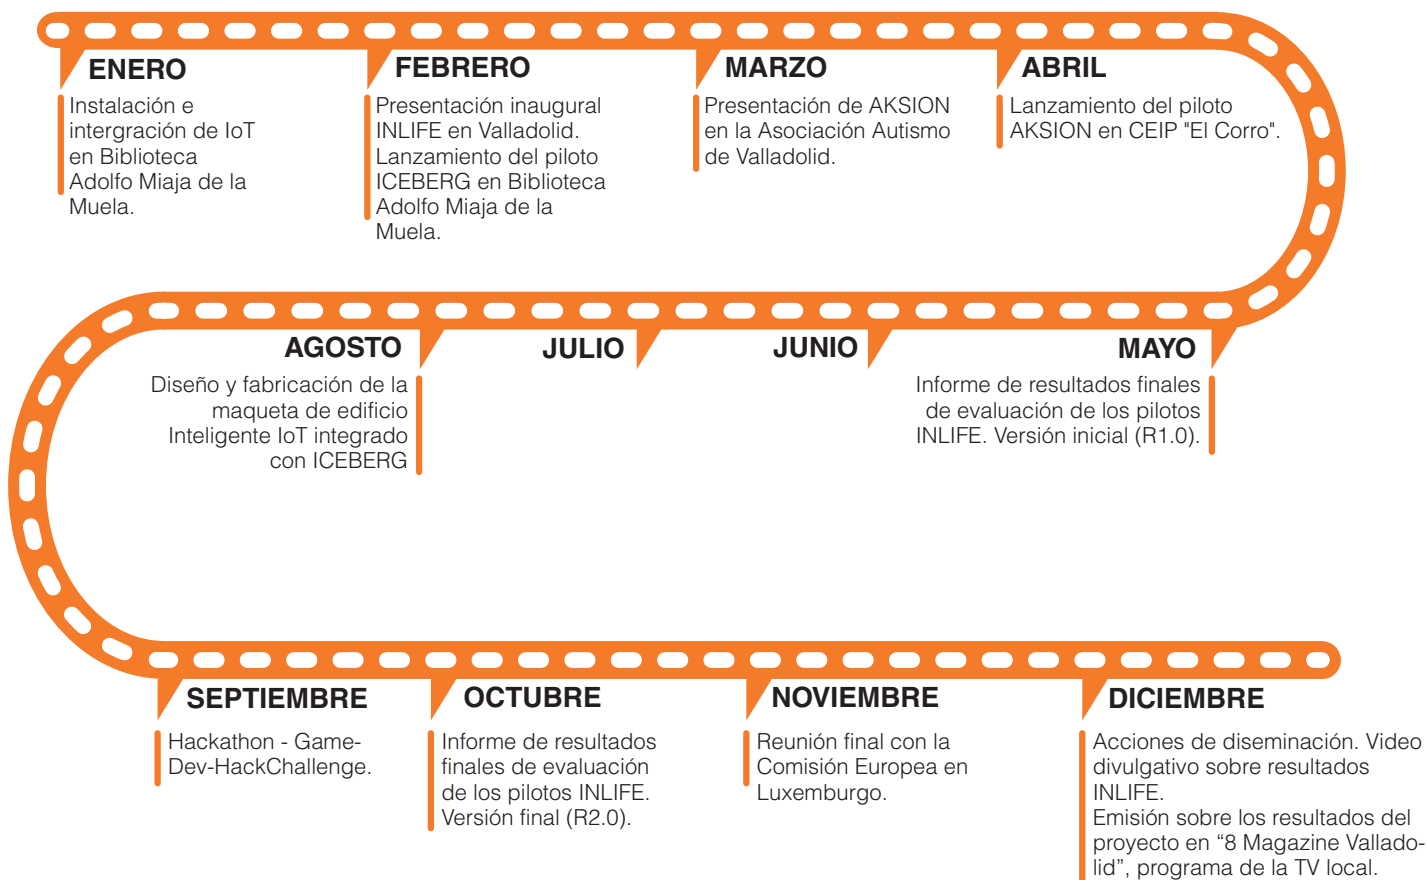 ENERO
Instalación e
intergración de IoT
en Biblioteca
Adolfo Miaja de la
Muela.
FEBRERO
Presentación inaugural
INLIFE en Valladolid.
Lanzamiento del piloto
ICEBERG en Biblioteca
Adolfo Miaja de la
Muela.
MARZO
Presentación de AKSION
en la Asociación Autismo
de Valladolid.
ABRIL
Lanzamiento del piloto
AKSION en CEIP "El Corro".
MAYO
Informe de resultados finales
de evaluación de los pilotos
INLIFE. Versión inicial (R1.0).
JUNIO
JULIO
AGOSTO
Diseño y fabricación de la
maqueta de edificio
Inteligente IoT integrado
con ICEBERG
SEPTIEMBRE
Hackathon - Game-
Dev-HackChallenge.
OCTUBRE
Informe de resultados
finales de evaluación
de los pilotos INLIFE.
Versión final (R2.0).
NOVIEMBRE
Reunión final con la
Comisión Europea en
Luxemburgo.
DICIEMBRE
Acciones de diseminación. Video
divulgativo sobre resultados
INLIFE.
Emisión sobre los resultados del
proyecto en “8 Magazine Vallado-
lid”, programa de la TV local.